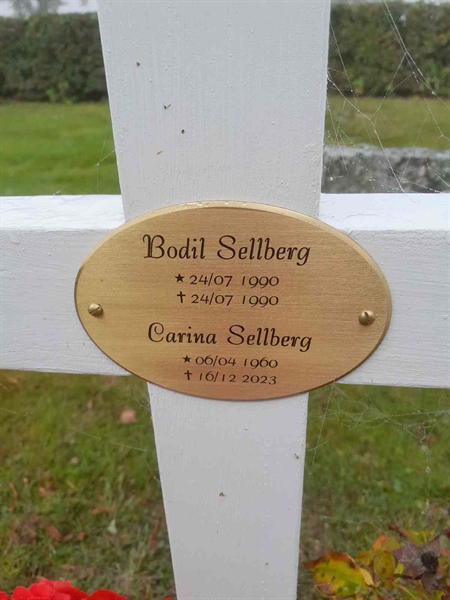 Bodil Sellberg
★ 24/07 1990
✝ 24/07 1990
Carina Sellberg
★ 06/04 1960
✝ 16/12 2023